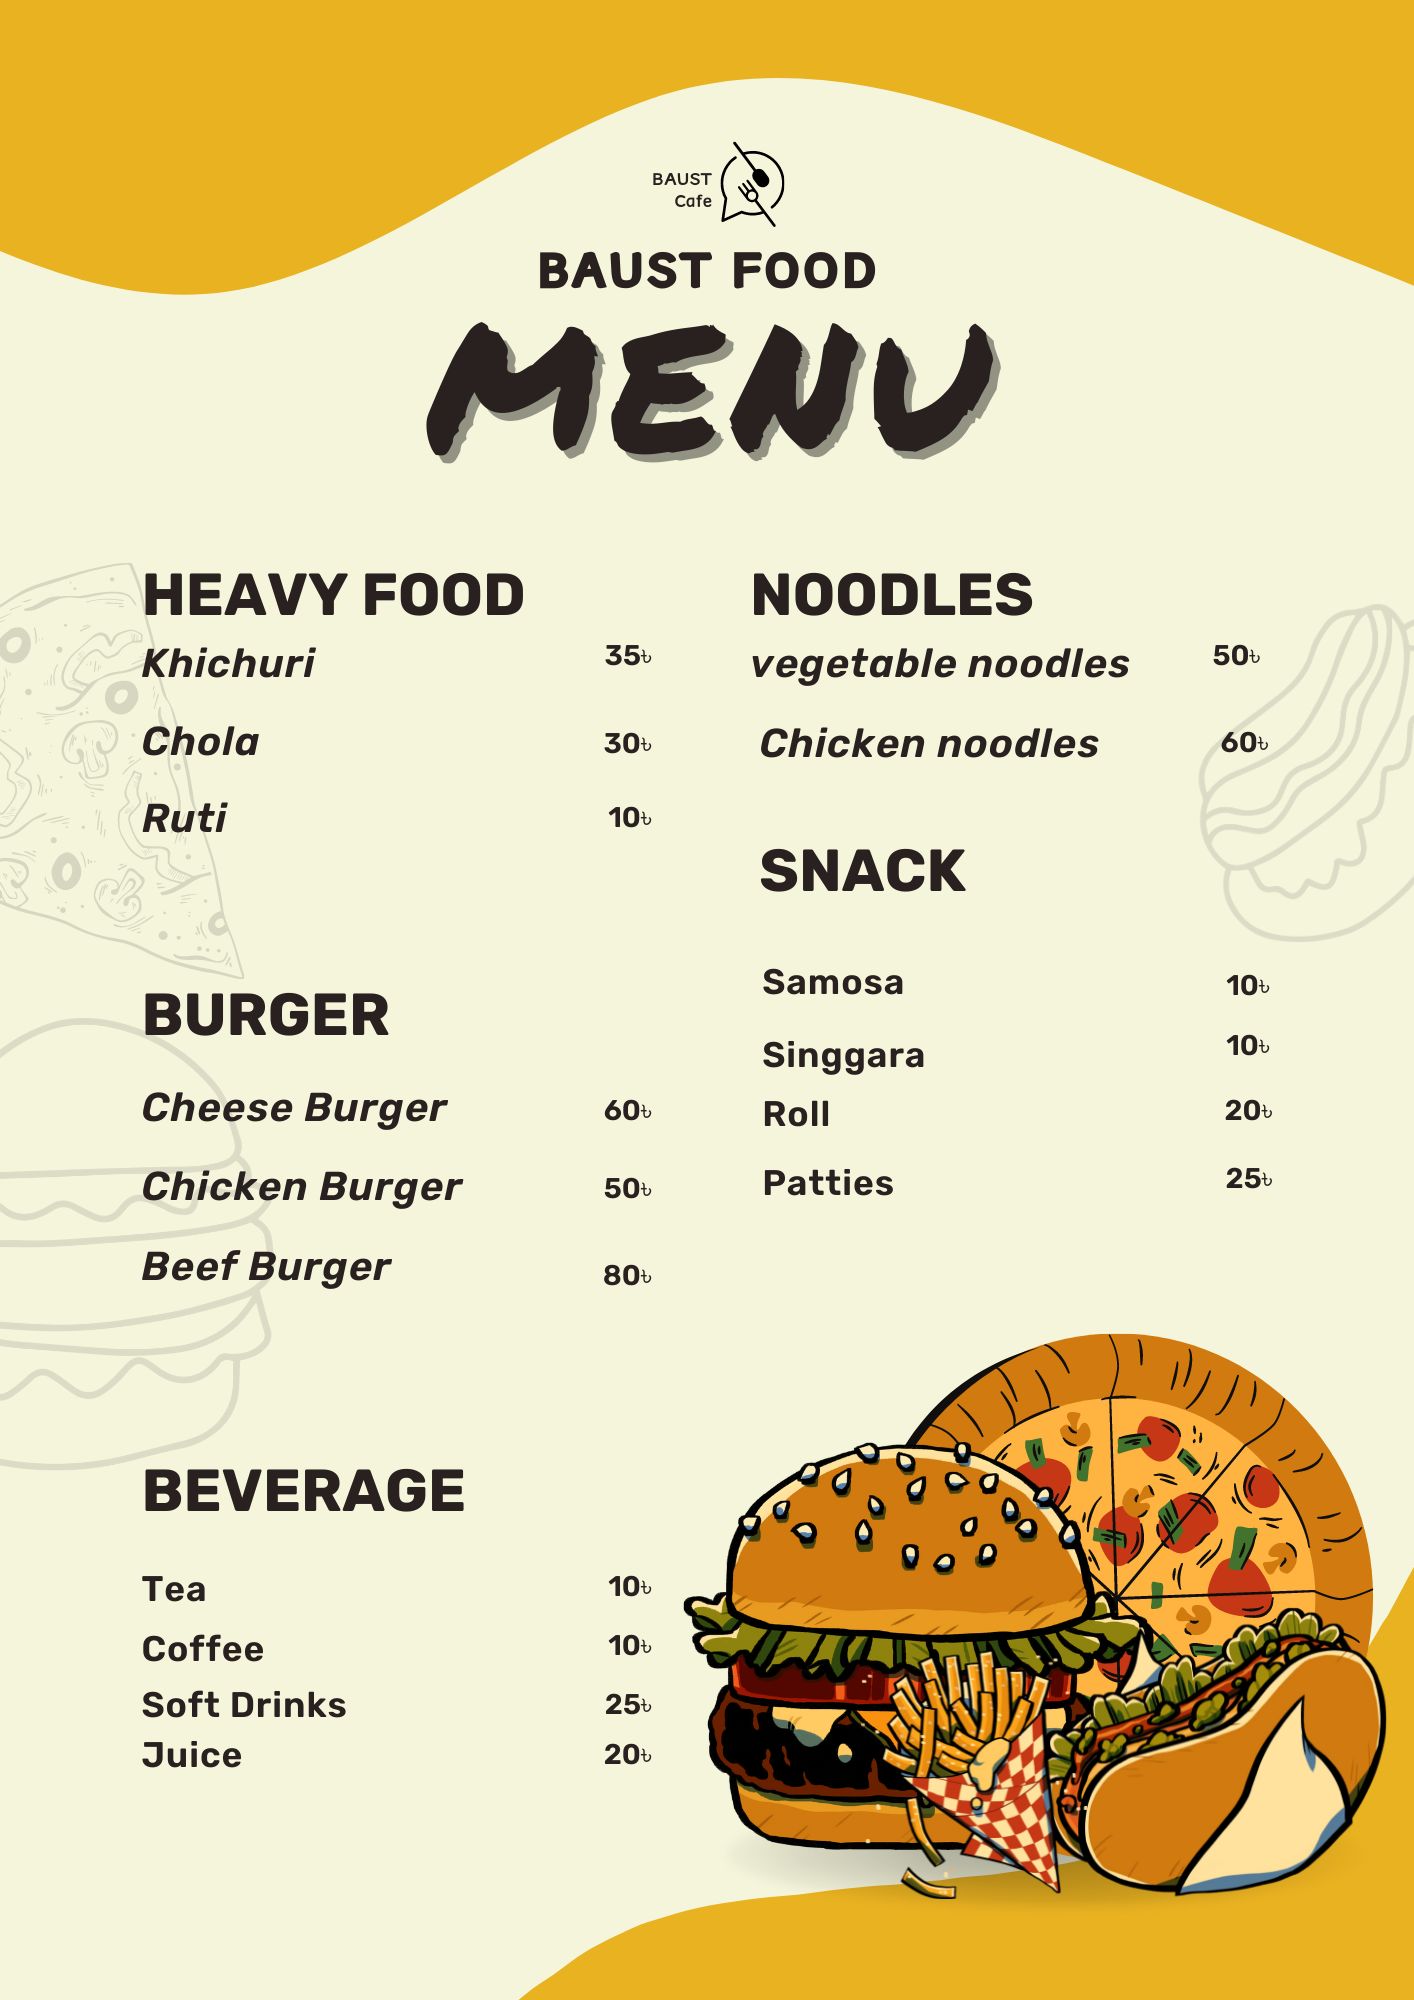 BAUST
Cafe
BAUST FOOD
MENU
HEAVY FOOD
Khichuri 35৳
Chola 30৳
Ruti 10৳
BURGER
Cheese Burger 60৳
Chicken Burger 50৳
Beef Burger 80৳
BEVERAGE
Tea 10৳
Coffee 10৳
Soft Drinks 25৳
Juice 20৳
NOODLES
vegetable noodles 50৳
Chicken noodles 60৳
SNACK
Samosa 10৳
Singgara 10৳
Roll 20৳
Patties 25৳